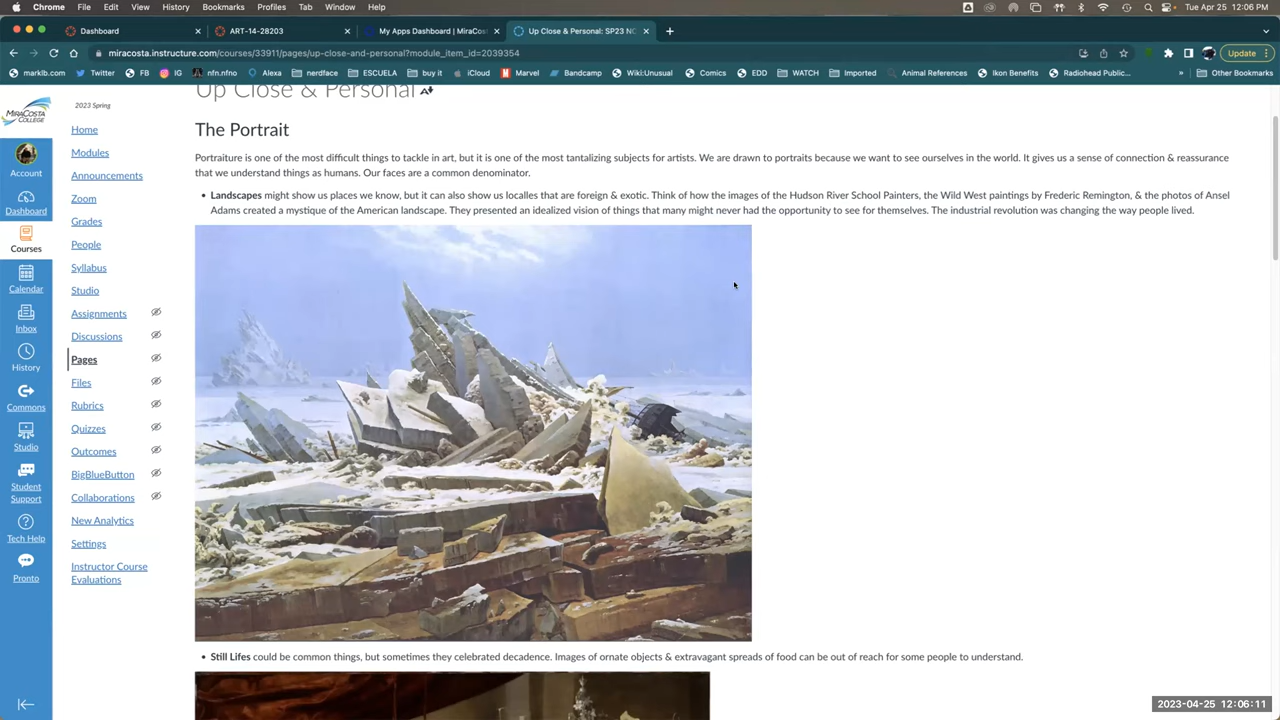 Chrome File Edit View History Bookmarks Profiles Tab Window Help
Tue Apr 25 12:06 PM
Dashboard
ART-14-28203
My Apps Dashboard | MiraCos
Up Close & Personal: SP23 NO
miracosta.instructure.com/courses/33911/pages/up-close-and-personal?module_item_id=2039354
Update
marklb.com Twitter FB IG nfn.nfno Alexa nerdface ESCUELA buy it iCloud Marvel Bandcamp Wiki:Unusual Comics EDD WATCH Imported Animal References Ikon Benefits Radiohead Public... » Other Bookmarks
MIRACOSTA
COLLEGE
Account
Dashboard
Courses
Calendar
Inbox
History
Commons
Studio
Student
Support
Tech Help
Pronto
2023 Spring
Home
Modules
Announcements
Zoom
Grades
People
Syllabus
Studio
Assignments
Discussions
Pages
Files
Rubrics
Quizzes
Outcomes
BigBlueButton
Collaborations
New Analytics
Settings
Instructor Course
Evaluations
Up Close & Personal
The Portrait
Portraiture is one of the most difficult things to tackle in art, but it is one of the most tantalizing subjects for artists. We are drawn to portraits because we want to see ourselves in the world. It gives us a sense of connection & reassurance
that we understand things as humans. Our faces are a common denominator.
• Landscapes might show us places we know, but it can also show us localles that are foreign & exotic. Think of how the images of the Hudson River School Painters, the Wild West paintings by Frederic Remington, & the photos of Ansel
Adams created a mystique of the American landscape. They presented an idealized vision of things that many might never had the opportunity to see for themselves. The industrial revolution was changing the way people lived.
• Still Lifes could be common things, but sometimes they celebrated decadence. Images of ornate objects & extravagant spreads of food can be out of reach for some people to understand.
2023-04-25 12:06:11